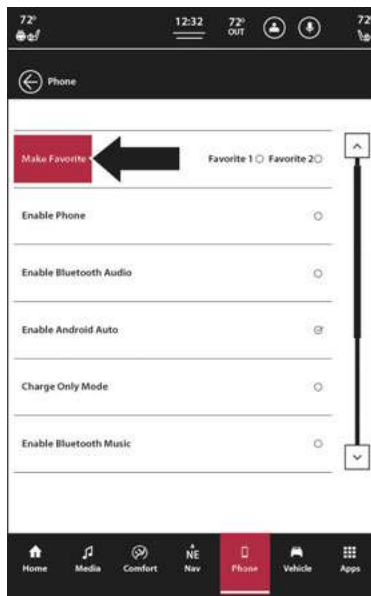 72° 12:32 72° OUT 72
Phone
Make Favorite Favorite 1 Favorite 2
Enable Phone
Enable Bluetooth Audio
Enable Android Auto
Charge Only Mode
Enable Bluetooth Music
NE
Home Media Comfort Nav Phone Vehicle Apps